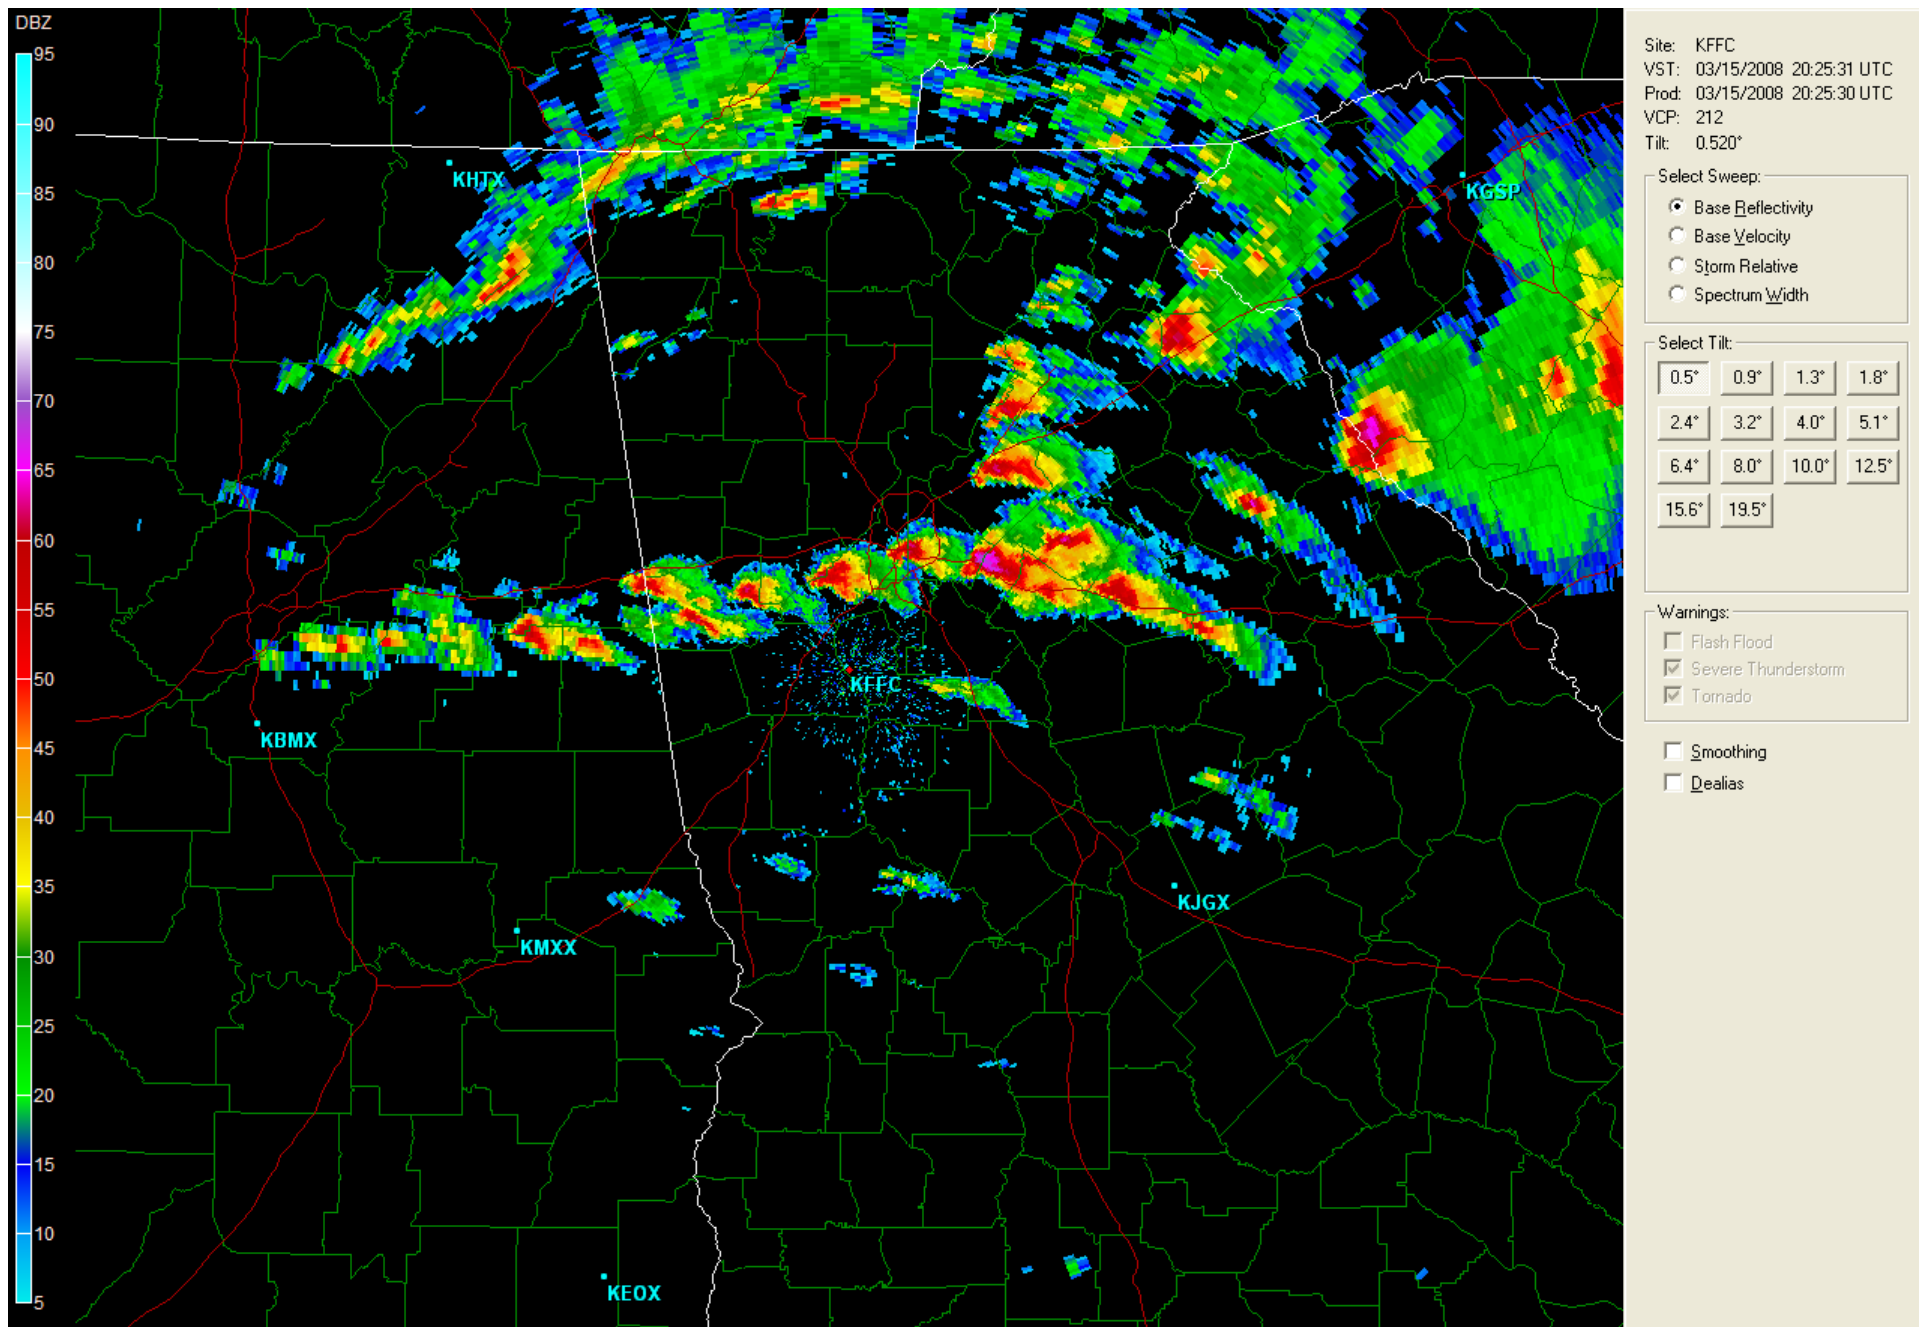 DBZ
95
90
85
80
75
70
65
60
55
50
45
40
35
30
25
20
15
10
5
KHTX
KGSP
KFFC
KBMX
KJGX
KMXX
KEOX
Site: KFFC
VST: 03/15/2008 20:25:31 UTC
Prod: 03/15/2008 20:25:30 UTC
VCP: 212
Tilt: 0.520°
Select Sweep:
Base Reflectivity
Base Velocity
Storm Relative
Spectrum Width
Select Tilt:
0.5° 0.9° 1.3° 1.8°
2.4° 3.2° 4.0° 5.1°
6.4° 8.0° 10.0° 12.5°
15.6° 19.5°
Warnings:
Flash Flood
Severe Thunderstorm
Tornado
Smoothing
Dealias